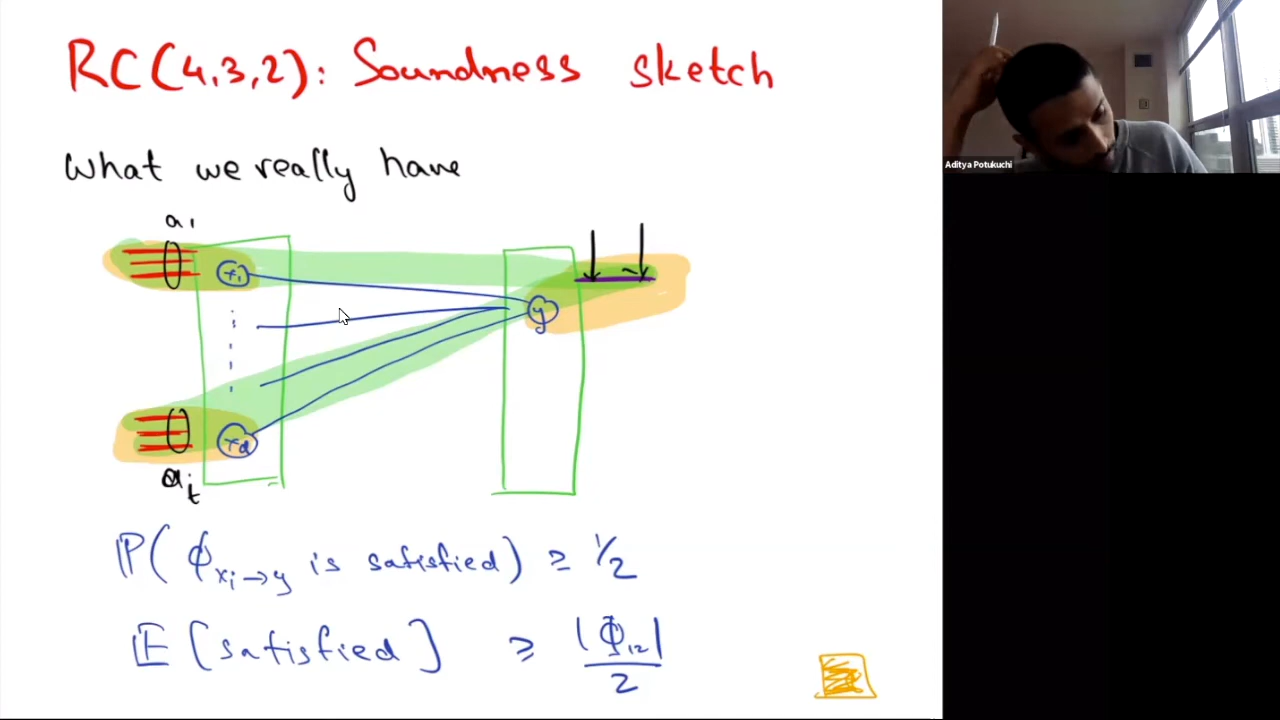 RC(4,3,2): Soundness sketch
What we really have
a1
x1
y
xd
at
P(ϕxi→y is satisfied) ≥ 1/2
E[satisfied] ≥ |Φ12|/2
Aditya Potukuchi